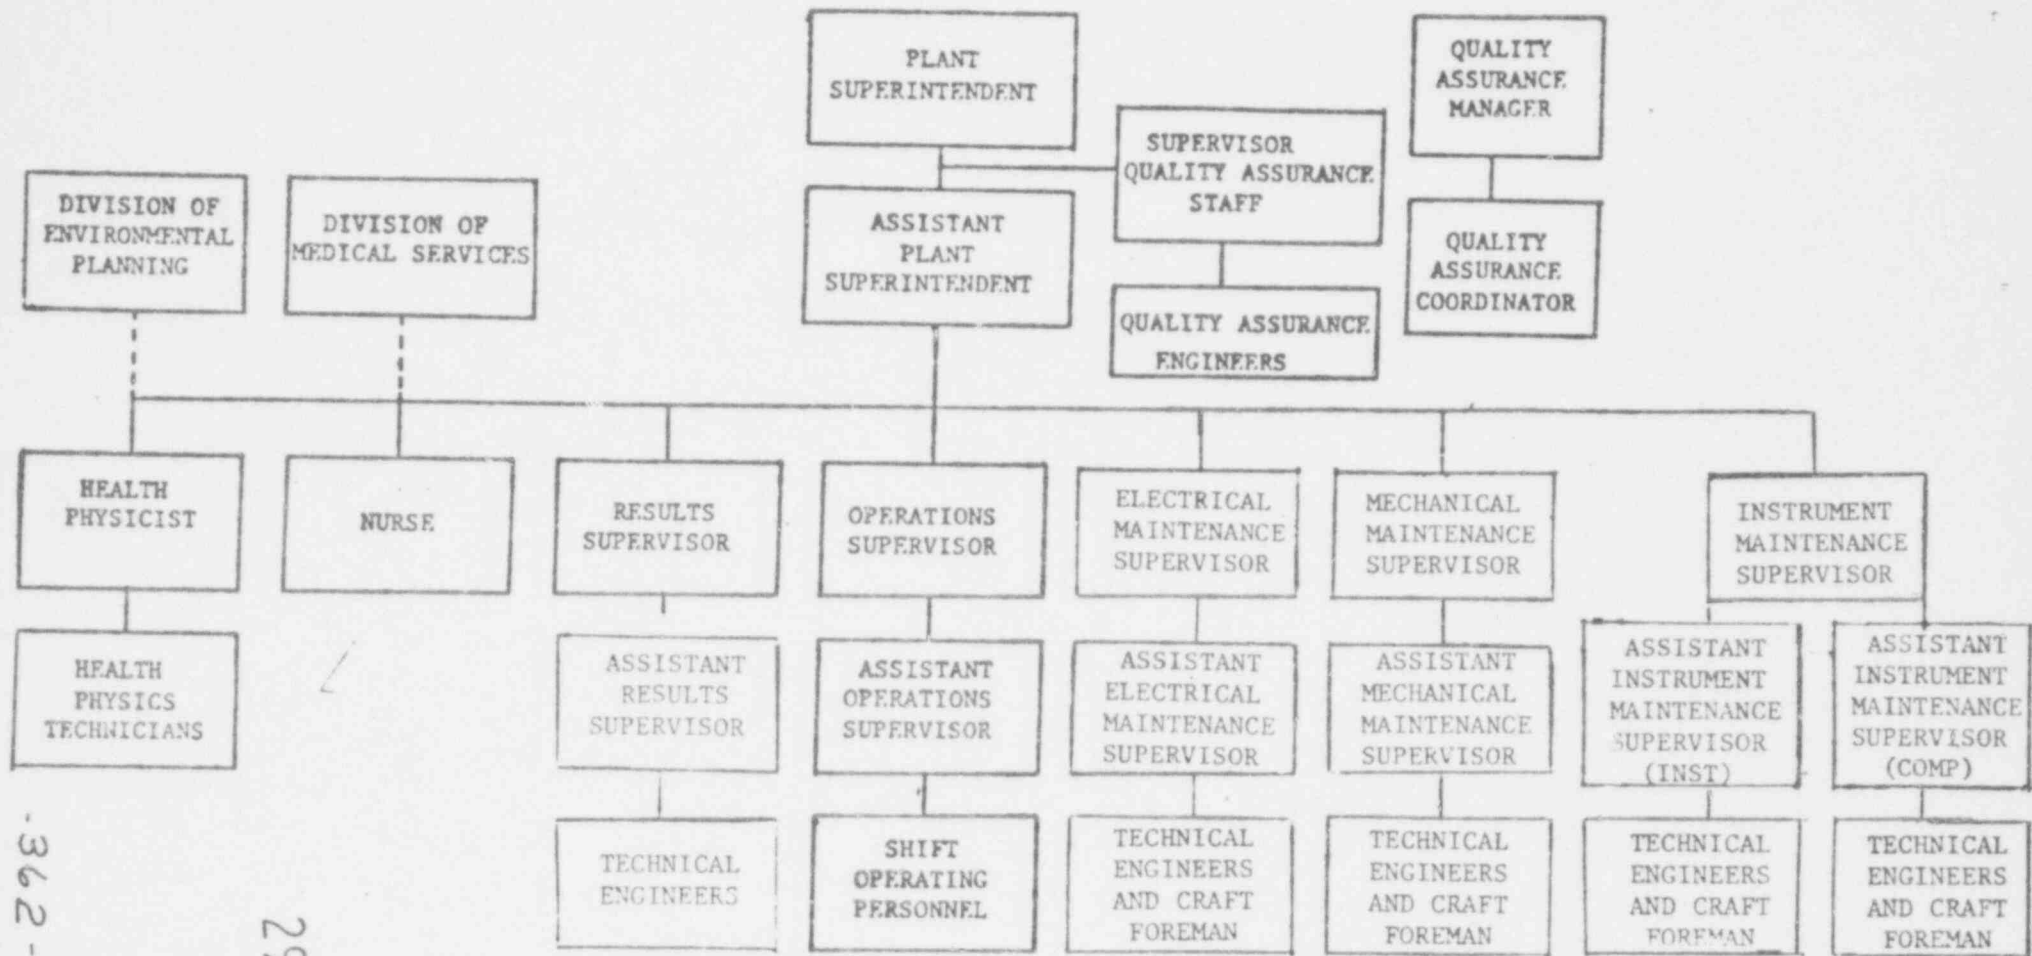 PLANT
SUPERINTENDENT
QUALITY
ASSURANCE
MANAGER
SUPERVISOR
QUALITY ASSURANCE
STAFF
DIVISION OF
ENVIRONMENTAL
PLANNING
DIVISION OF
MEDICAL SERVICES
ASSISTANT
PLANT
SUPERINTENDENT
QUALITY
ASSURANCE
COORDINATOR
QUALITY ASSURANCE
ENGINEERS
HEALTH
PHYSICIST
NURSE
RESULTS
SUPERVISOR
OPERATIONS
SUPERVISOR
ELECTRICAL
MAINTENANCE
SUPERVISOR
MECHANICAL
MAINTENANCE
SUPERVISOR
INSTRUMENT
MAINTENANCE
SUPERVISOR
HEALTH
PHYSICS
TECHNICIANS
ASSISTANT
RESULTS
SUPERVISOR
ASSISTANT
OPERATIONS
SUPERVISOR
ASSISTANT
ELECTRICAL
MAINTENANCE
SUPERVISOR
ASSISTANT
MECHANICAL
MAINTENANCE
SUPERVISOR
ASSISTANT
INSTRUMENT
MAINTENANCE
SUPERVISOR
(INST)
ASSISTANT
INSTRUMENT
MAINTENANCE
SUPERVISOR
(COMP)
TECHNICAL
ENGINEERS
SHIFT
OPERATING
PERSONNEL
TECHNICAL
ENGINEERS
AND CRAFT
FOREMAN
TECHNICAL
ENGINEERS
AND CRAFT
FOREMAN
TECHNICAL
ENGINEERS
AND CRAFT
FOREMAN
TECHNICAL
ENGINEERS
AND CRAFT
FOREMAN
362